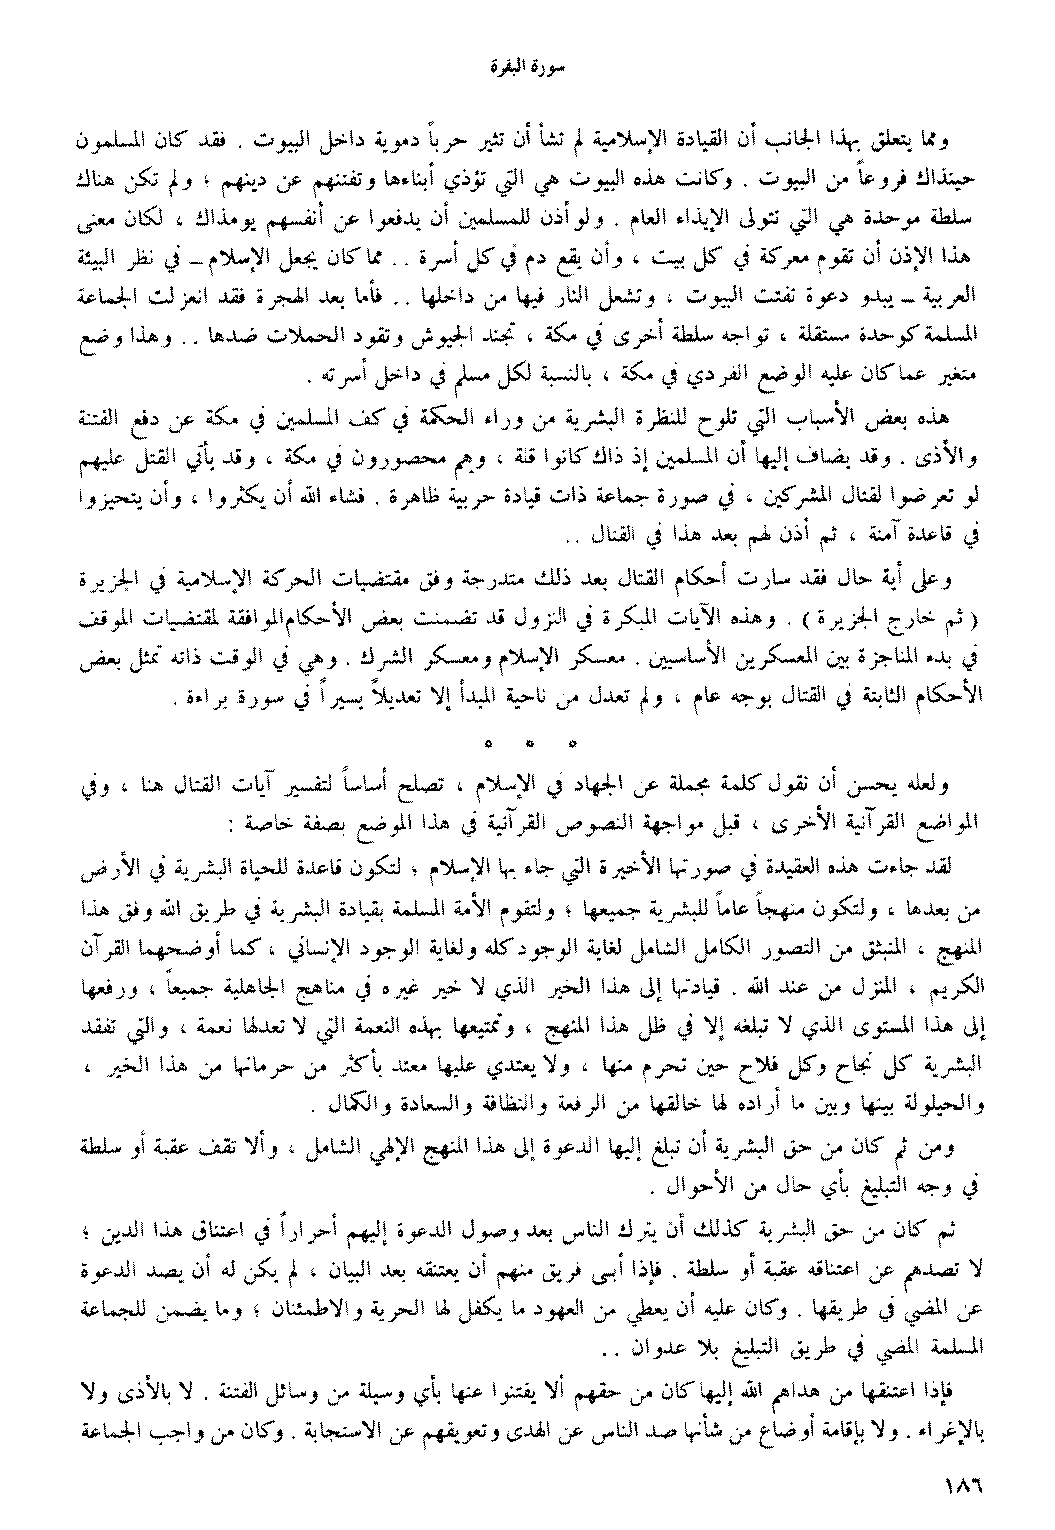 سورة البقرة
ومما يتعلق بهذا الجانب أن القيادة الإسلامية لم تشأ أن تثير حرباً دموية داخل البيوت . فقد كان المسلمون
حينذاك فروعاً من البيوت . وكانت هذه البيوت هي التي تؤذي أبناءها وتفتنهم عن دينهم ؛ ولم تكن هناك
سلطة موحدة هي التي تتولى الإيذاء العام . ولو أذن للمسلمين أن يدفعوا عن أنفسهم يومذاك ، لكان معنى
هذا الإذن أن تقوم معركة في كل بيت ، وأن يقع دم في كل أسرة .. مما كان يجعل الإسلام – في نظر البيئة
العربية – يبدو دعوة تفتت البيوت ، وتشعل النار فيها من داخلها .. فأما بعد الهجرة فقد انعزلت الجماعة
المسلمة كوحدة مستقلة ، تواجه سلطة أخرى في مكة ، تجند الجيوش وتقود الحملات ضدها .. وهذا وضع
متغير عما كان عليه الوضع الفردي في مكة ، بالنسبة لكل مسلم في داخل أسرته .
هذه بعض الأسباب التي تلوح للنظرة البشرية من وراء الحكمة في كف المسلمين في مكة عن دفع الفتنة
والأذى . وقد يضاف إليها أن المسلمين إذ ذاك كانوا قلة ، وهم محصورون في مكة ، وقد يأتي القتل عليهم
لو تعرضوا لقتال المشركين ، في صورة جماعة ذات قيادة حربية ظاهرة . فشاء الله أن يكثروا ، وأن يتحيزوا
في قاعدة آمنة ، ثم أذن لهم بعد هذا في القتال ..
وعلى أية حال فقد سارت أحكام القتال بعد ذلك متدرجة وفق مقتضيات الحركة الإسلامية في الجزيرة
( ثم خارج الجزيرة ) . وهذه الآيات المبكرة في النزول قد تضمنت بعض الأحكام الموافقة لمقتضيات الموقف
في بدء المناجزة بين المعسكرين الأساسيين . معسكر الإسلام ومعسكر الشرك . وهي في الوقت ذاته تمثل بعض
الأحكام الثابتة في القتال بوجه عام ، ولم تعدل من ناحية المبدأ إلا تعديلاً يسيراً في سورة براءة .
* * *
ولعله يحسن أن نقول كلمة مجملة عن الجهاد في الإسلام ، تصلح أساساً لتفسير آيات القتال هنا ، وفي
المواضع القرآنية الأخرى ، قبل مواجهة النصوص القرآنية في هذا الموضع بصفة خاصة :
لقد جاءت هذه العقيدة في صورتها الأخيرة التي جاء بها الإسلام ؛ لتكون قاعدة للحياة البشرية في الأرض
من بعدها ، ولتكون منهجاً عاماً للبشرية جميعها ؛ ولتقوم الأمة المسلمة بقيادة البشرية في طريق الله وفق هذا
المنهج ، المنبثق من التصور الكامل الشامل لغاية الوجود كله ولغاية الوجود الإنساني ، كما أوضحهما القرآن
الكريم ، المنزل من عند الله . قيادتها إلى هذا الخير الذي لا خير غيره في مناهج الجاهلية جميعاً ، ورفعها
إلى هذا المستوى الذي لا تبلغه إلا في ظل هذا المنهج ، وتمتيعها بهذه النعمة التي لا تعدلها نعمة ، والتي تفقد
البشرية كل نجاح وكل فلاح حين تحرم منها ، ولا يعتدي عليها معتد بأكثر من حرمانها من هذا الخير ،
والحيلولة بينها وبين ما أراده لها خالقها من الرفعة والنظافة والسعادة والكمال .
ومن ثم كان من حق البشرية أن تبلغ إليها الدعوة إلى هذا المنهج الإلهي الشامل ، وألا تقف عقبة أو سلطة
في وجه التبليغ بأي حال من الأحوال .
ثم كان من حق البشرية كذلك أن يترك الناس بعد وصول الدعوة إليهم أحراراً في اعتناق هذا الدين ؛
لا تصدهم عن اعتناقه عقبة أو سلطة . فإذا أبى فريق منهم أن يعتنقه بعد البيان ، لم يكن له أن يصد الدعوة
عن المضي في طريقها . وكان عليه أن يعطي من العهود ما يكفل لها الحرية والاطمئنان ؛ وما يضمن للجماعة
المسلمة المضي في طريق التبليغ بلا عدوان ..
فإذا اعتنقها من هداهم الله إليها كان من حقهم ألا يفتنوا عنها بأي وسيلة من وسائل الفتنة . لا بالأذى ولا
بالإغراء . ولا بإقامة أوضاع من شأنها صد الناس عن الهدى وتعويقهم عن الاستجابة . وكان من واجب الجماعة
١٨٦